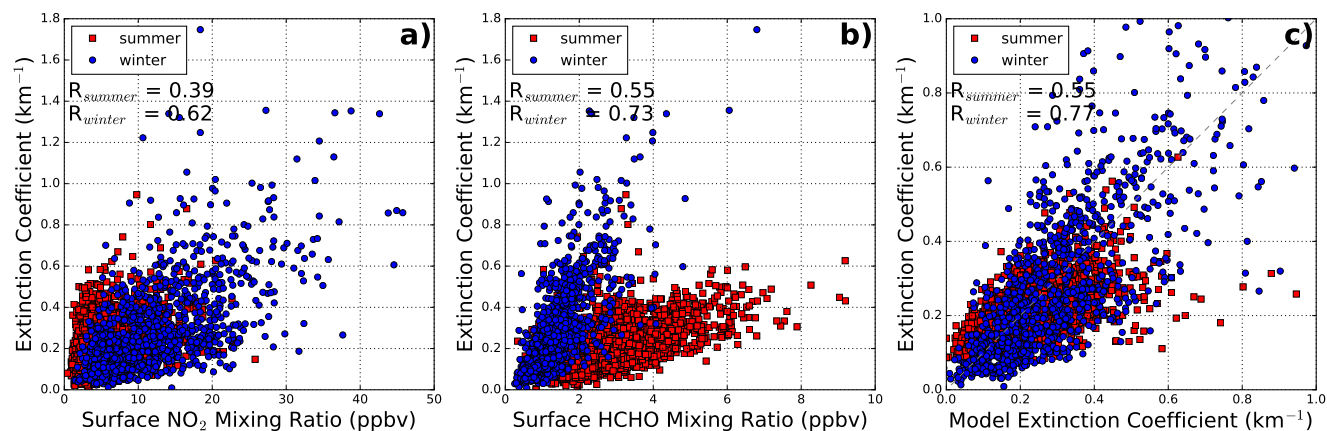 a)
summer
winter
R_summer = 0.39
R_winter = 0.62
1.8
1.6
1.4
1.2
1.0
0.8
0.6
0.4
0.2
0.0
Extinction Coefficient (km⁻¹)
0 10 20 30 40 50
Surface NO₂ Mixing Ratio (ppbv)
b)
summer
winter
R_summer = 0.55
R_winter = 0.73
1.8
1.6
1.4
1.2
1.0
0.8
0.6
0.4
0.2
0.0
Extinction Coefficient (km⁻¹)
0 2 4 6 8 10
Surface HCHO Mixing Ratio (ppbv)
c)
summer
winter
R_summer = 0.55
R_winter = 0.77
1.0
0.8
0.6
0.4
0.2
0.0
Extinction Coefficient (km⁻¹)
0.0 0.2 0.4 0.6 0.8 1.0
Model Extinction Coefficient (km⁻¹)